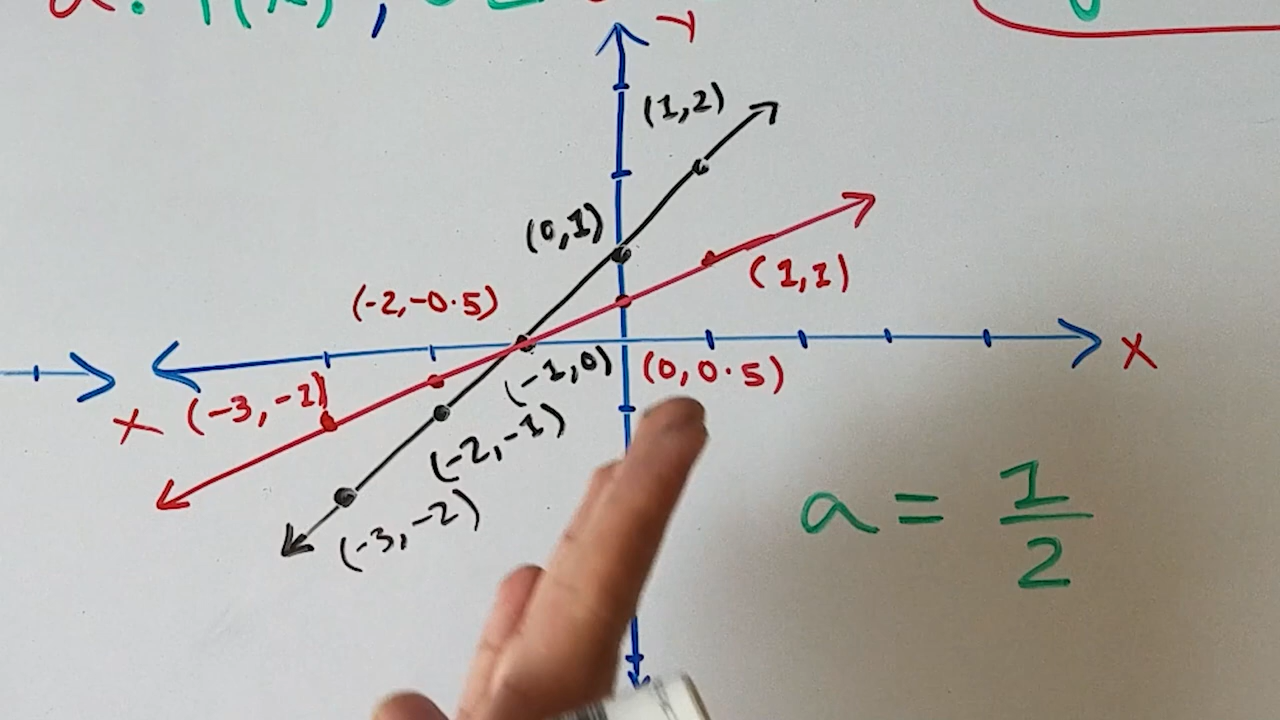 a. f(x),
Y
(1,2)
(0,1)
(1,1)
(-2,-0.5)
X
(-1,0)
(0,0.5)
X
(-3,-1)
(-2,-1)
(-3,-2)
a = 1/2